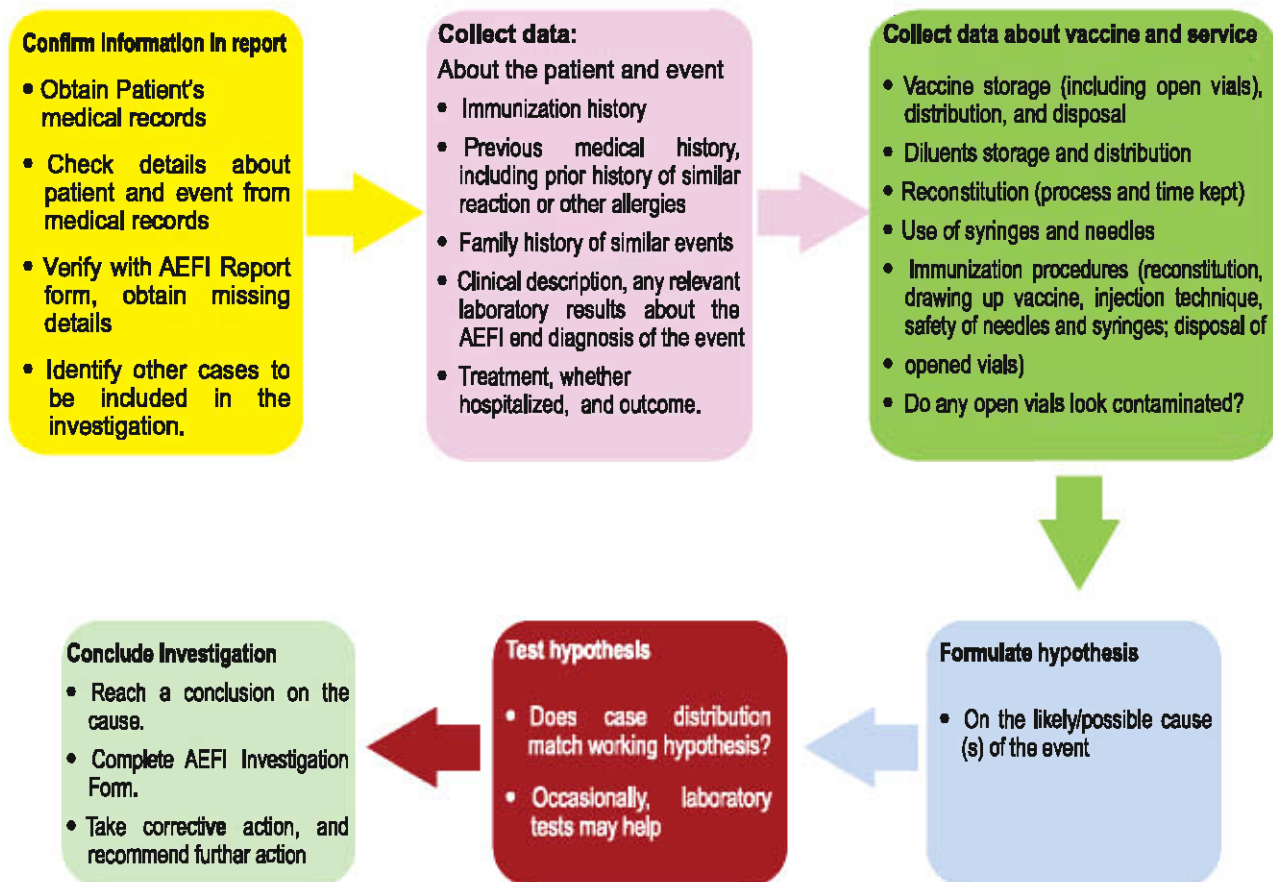 Confirm Information in report
• Obtain Patient's
medical records
• Check details about
patient and event from
medical records
• Verify with AEFI Report
form, obtain missing
details
• Identify other cases to
be included in the
investigation.
Collect data:
About the patient and event
• Immunization history
• Previous medical history,
including prior history of similar
reaction or other allergies
• Family history of similar events
• Clinical description, any relevant
laboratory results about the
AEFI end diagnosis of the event
• Treatment, whether
hospitalized, and outcome.
Collect data about vaccine and service
• Vaccine storage (including open vials),
distribution, and disposal
• Diluents storage and distribution
• Reconstitution (process and time kept)
• Use of syringes and needles
• Immunization procedures (reconstitution,
drawing up vaccine, injection technique,
safety of needles and syringes; disposal of
• opened vials)
• Do any open vials look contaminated?
Formulate hypothesis
• On the likely/possible cause
(s) of the event
Test hypothesis
• Does case distribution
match working hypothesis?
• Occasionally, laboratory
tests may help
Conclude Investigation
• Reach a conclusion on the
cause.
• Complete AEFI Investigation
Form.
• Take corrective action, and
recommend furthar action